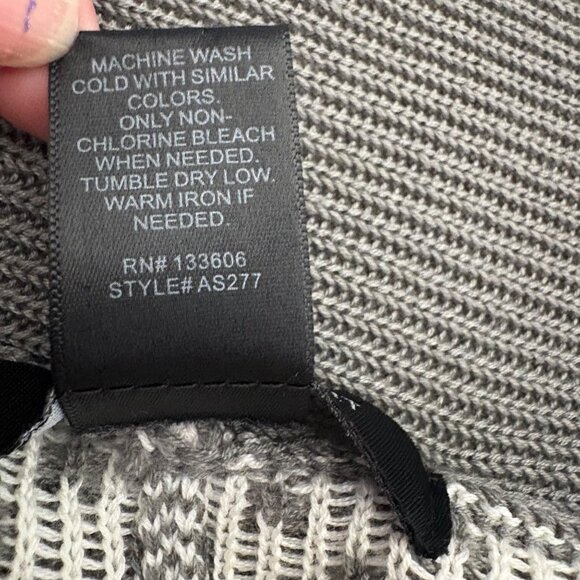 MACHINE WASH
COLD WITH SIMILAR
COLORS.
ONLY NON-
CHLORINE BLEACH
WHEN NEEDED.
TUMBLE DRY LOW.
WARM IRON IF
NEEDED.
RN# 133606
STYLE# AS277